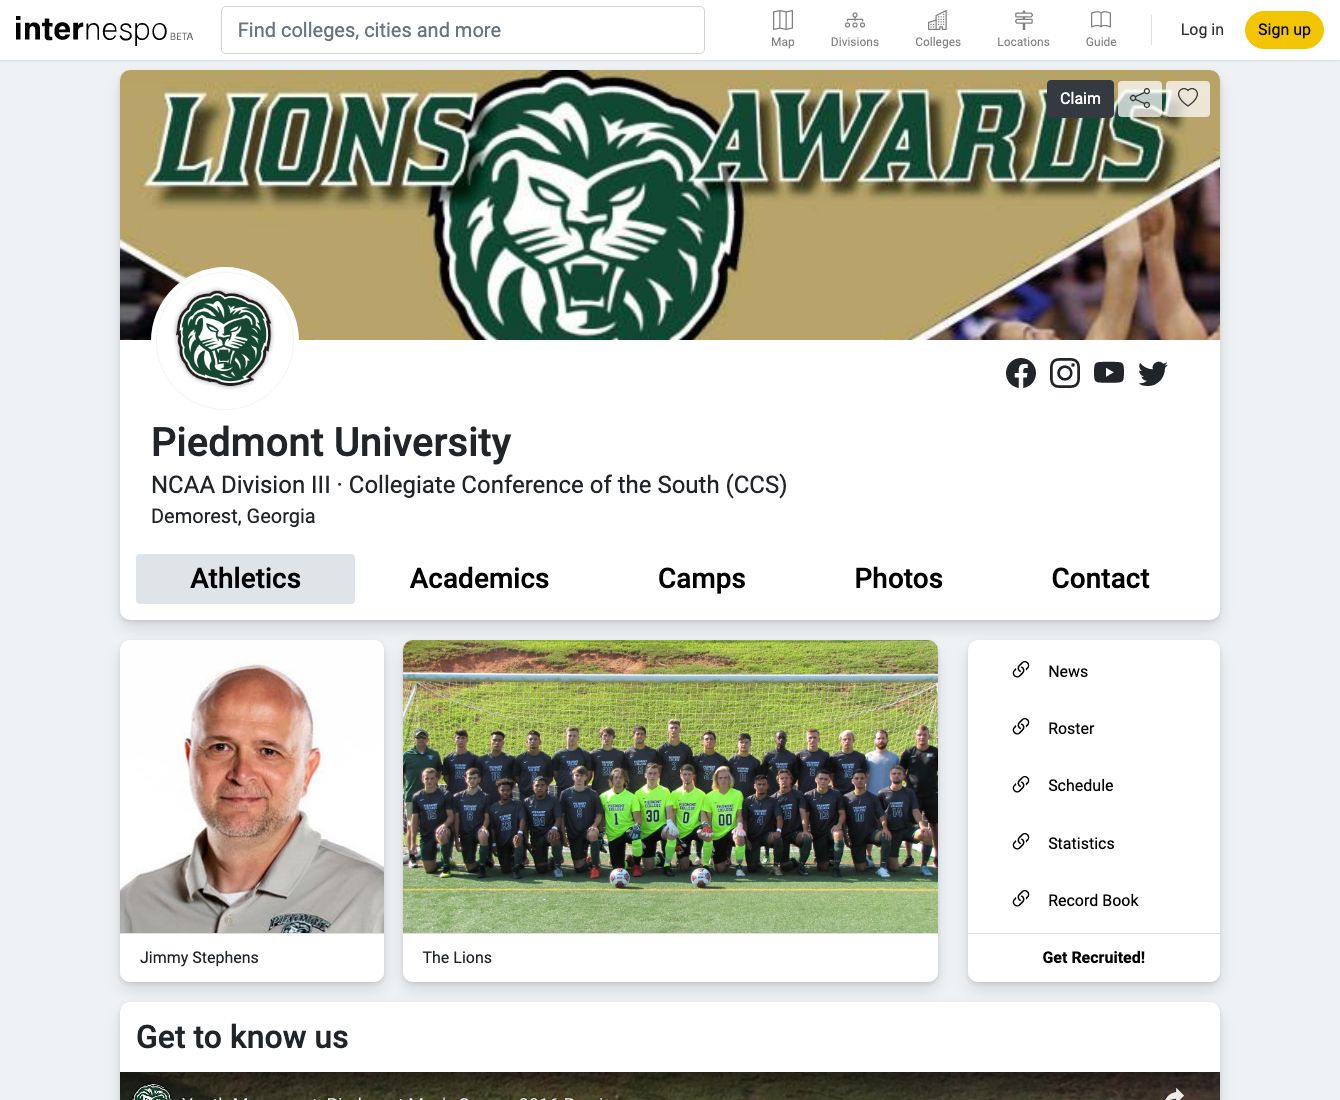 internespo BETA
Find colleges, cities and more
Map
Divisions
Colleges
Locations
Guide
Log in
Sign up
LIONS AWARDS
Claim
Piedmont University
NCAA Division III · Collegiate Conference of the South (CCS)
Demorest, Georgia
Athletics
Academics
Camps
Photos
Contact
Jimmy Stephens
The Lions
News
Roster
Schedule
Statistics
Record Book
Get Recruited!
Get to know us